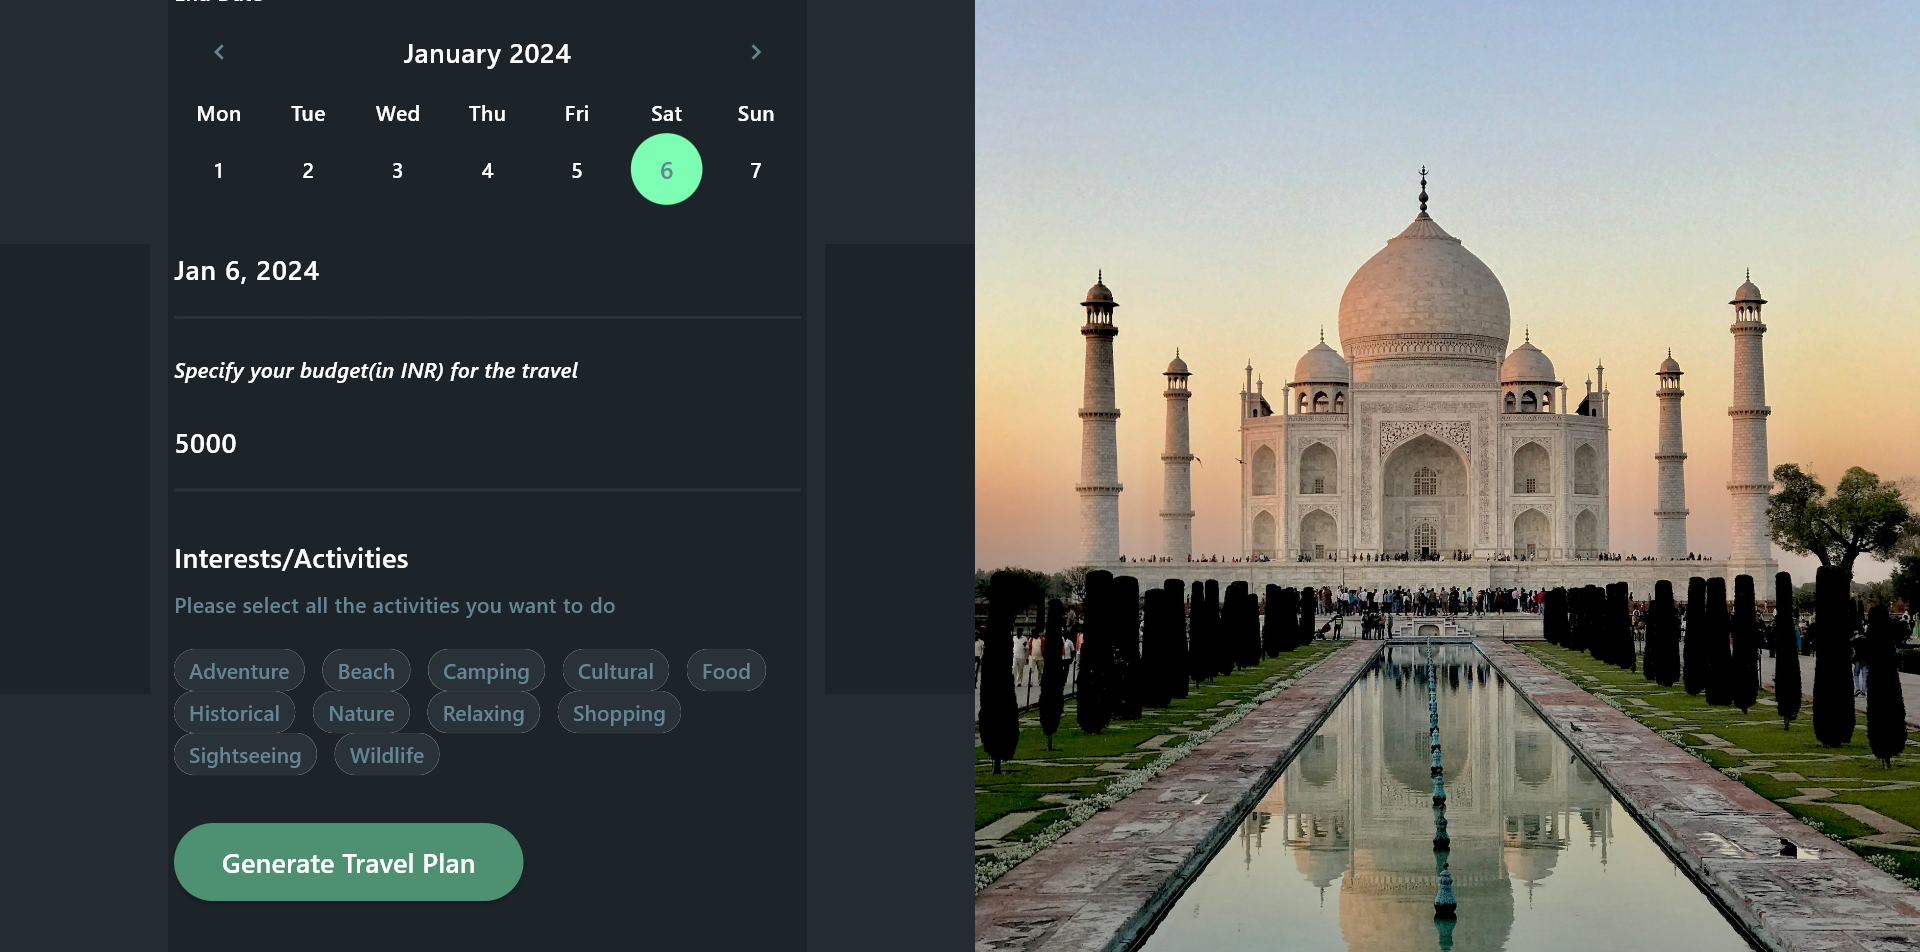 End Date
January 2024
Mon Tue Wed Thu Fri Sat Sun
1 2 3 4 5 6 7
Jan 6, 2024
Specify your budget(in INR) for the travel
5000
Interests/Activities
Please select all the activities you want to do
Adventure Beach Camping Cultural Food
Historical Nature Relaxing Shopping
Sightseeing Wildlife
Generate Travel Plan